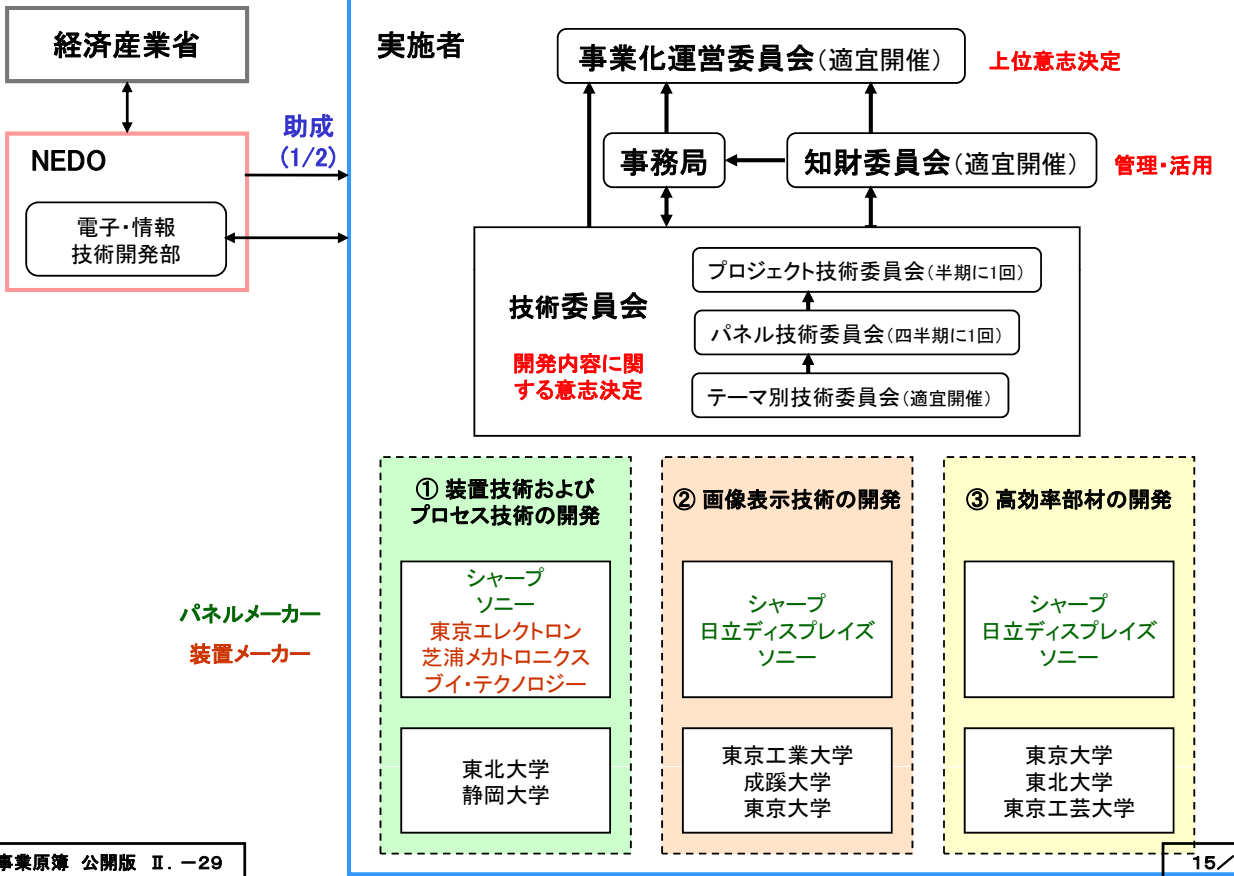 経済産業省
NEDO
電子・情報
技術開発部
助成
(1/2)
実施者
事業化運営委員会(適宜開催)
上位意志決定
事務局
知財委員会(適宜開催)
管理・活用
技術委員会
開発内容に関
する意志決定
プロジェクト技術委員会(半期に1回)
パネル技術委員会(四半期に1回)
テーマ別技術委員会(適宜開催)
パネルメーカー
装置メーカー
① 装置技術および
プロセス技術の開発
シャープ
ソニー
東京エレクトロン
芝浦メカトロニクス
ブイ・テクノロジー
東北大学
静岡大学
② 画像表示技術の開発
シャープ
日立ディスプレイズ
ソニー
東京工業大学
成蹊大学
東京大学
③ 高効率部材の開発
シャープ
日立ディスプレイズ
ソニー
東京大学
東北大学
東京工芸大学
事業原簿 公開版 Ⅱ.-29
15/